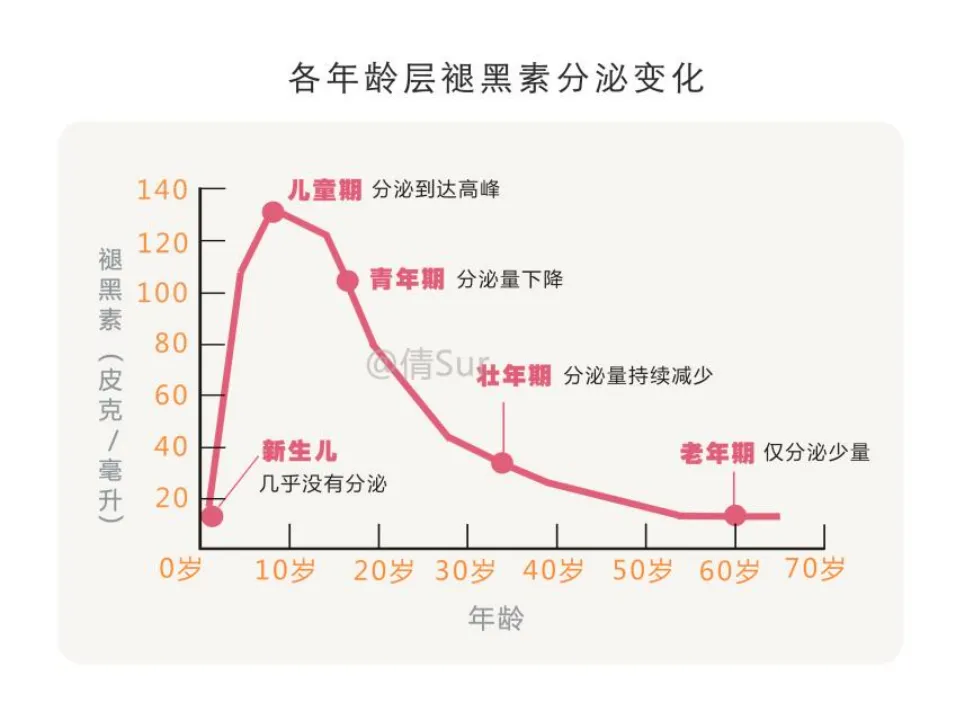 各年龄层褪黑素分泌变化
140
120
100
80
60
40
20
褪黑素（皮克/毫升）
儿童期 分泌到达高峰
青年期 分泌量下降
@倩Sur
壮年期 分泌量持续减少
新生儿
几乎没有分泌
老年期 仅分泌少量
0岁 10岁 20岁 30岁 40岁 50岁 60岁 70岁
年龄